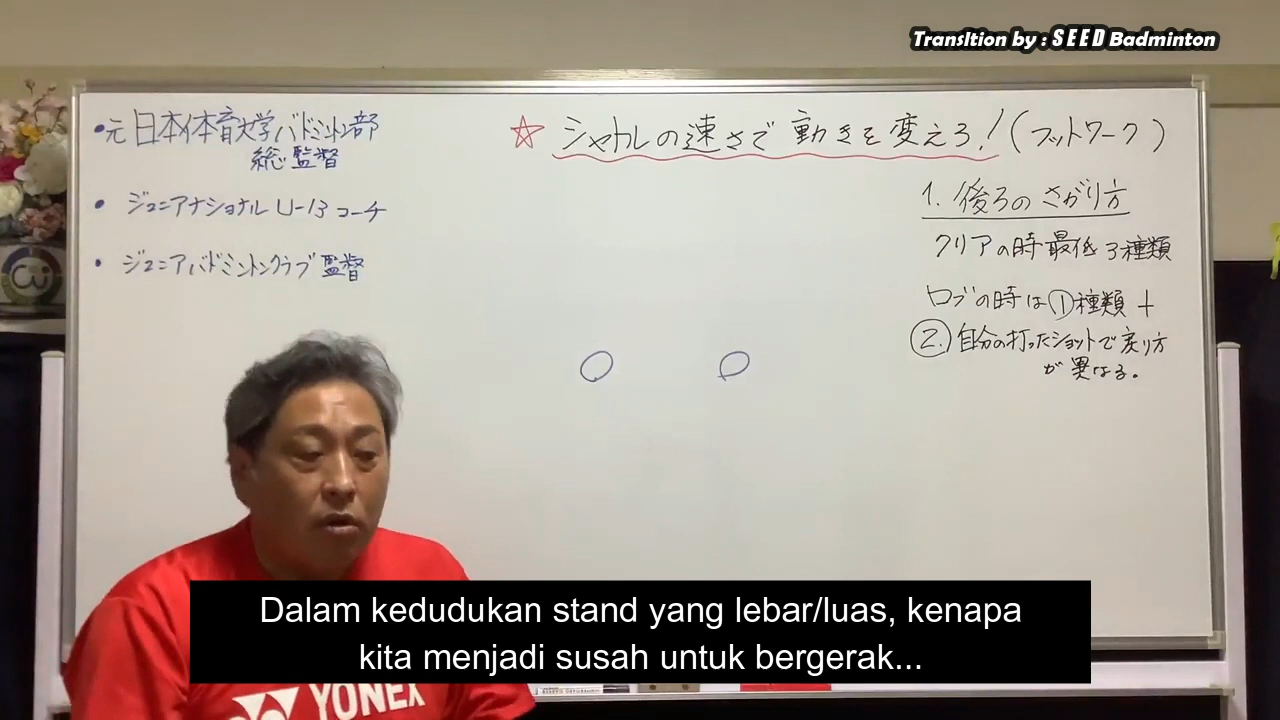 Transltion by : SEED Badminton
•元 日本体育大学バドミントン部
総監督
• ジュニアナショナル U-13 コーチ
• ジュニアバドミントンクラブ 監督
☆ シャトルの速さで 動きを変えろ!(フットワーク)
1. 後ろの さがり方
クリアの時 最低 3種類
ロブの時は①種類 +
②.自分の打ったショットで戻り方
が異なる。
Dalam kedudukan stand yang lebar/luas, kenapa
kita menjadi susah untuk bergerak...
YONEX